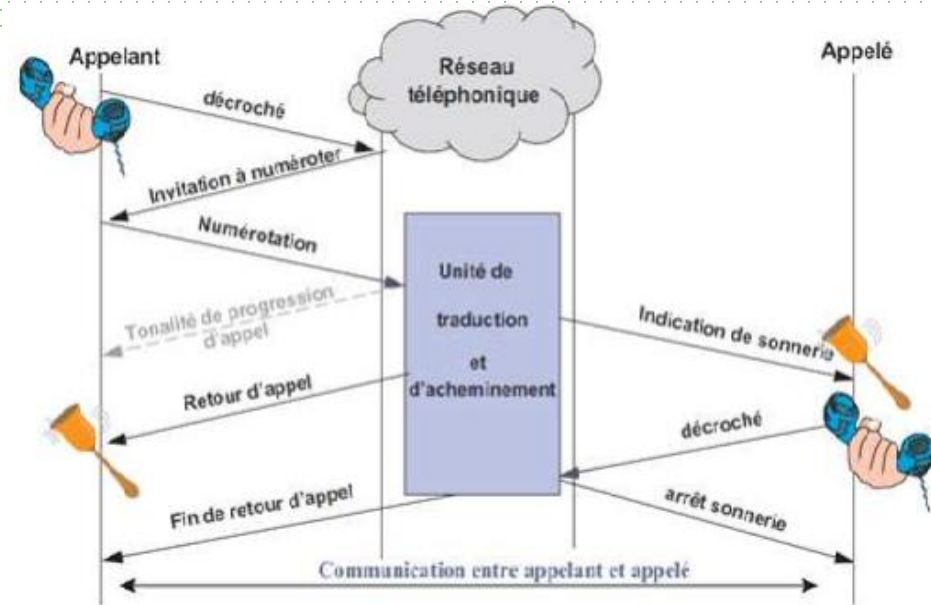 Appelant
Réseau
téléphonique
Appelé
décroché
Invitation à numéroter
Numérotation
Unité de
traduction
et
d'acheminement
Tonalité de progression
d'appel
Indication de sonnerie
Retour d'appel
décroché
arrêt sonnerie
Fin de retour d'appel
Communication entre appelant et appelé